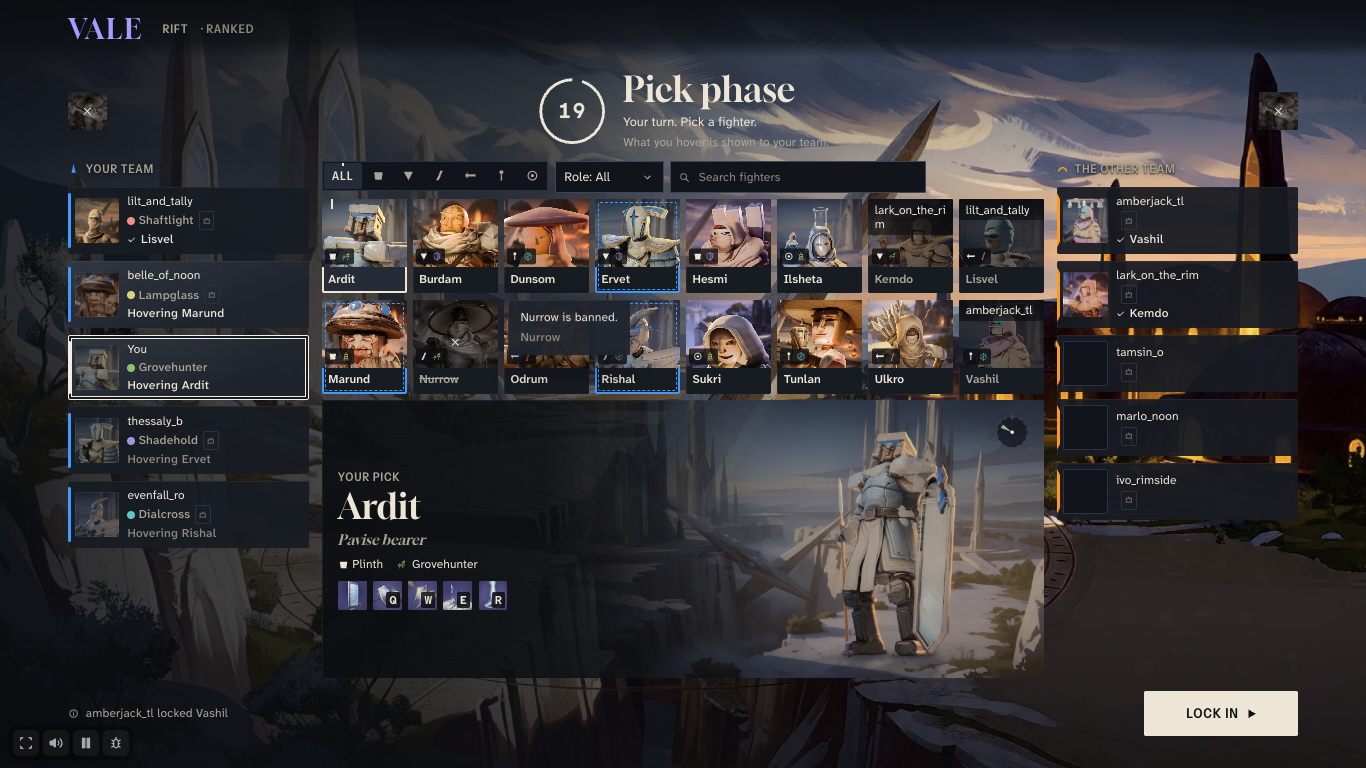 VALE
RIFT · RANKED
19
Pick phase
Your turn. Pick a fighter.
What you hover is shown to your team.
YOUR TEAM
lilt_and_tally
Shaftlight
Lisvel
belle_of_noon
Lampglass
Hovering Marund
You
Grovehunter
Hovering Ardit
thessaly_b
Shadehold
Hovering Ervet
evenfall_ro
Dialcross
Hovering Rishal
ALL
Role: All
Search fighters
lark_on_the_ri
m
lilt_and_tally
Ardit
Burdam
Dunsom
Ervet
Hesmi
Ilsheta
Kemdo
Lisvel
Nurrow is banned.
Nurrow
amberjack_tl
Marund
Nurrow
Odrum
Rishal
Sukri
Tunlan
Ulkro
Vashil
YOUR PICK
Ardit
Pavise bearer
Plinth Grovehunter
Q W E R
THE OTHER TEAM
amberjack_tl
Vashil
lark_on_the_rim
Kemdo
tamsin_o
marlo_noon
ivo_rimside
amberjack_tl locked Vashil
LOCK IN